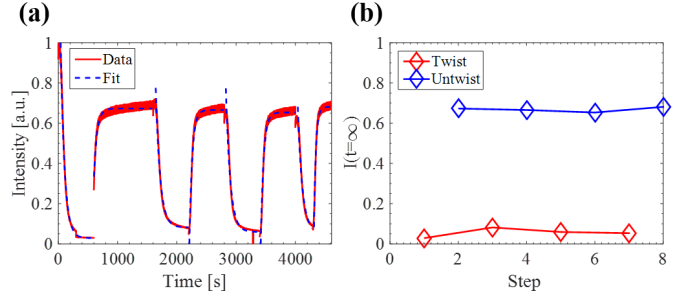 (a)
1
0.8
0.6
0.4
0.2
0
0 1000 2000 3000 4000
Intensity [a.u.]
Time [s]
Data
Fit
(b)
1
0.8
0.6
0.4
0.2
0
0 2 4 6 8
I(t=∞)
Step
Twist
Untwist